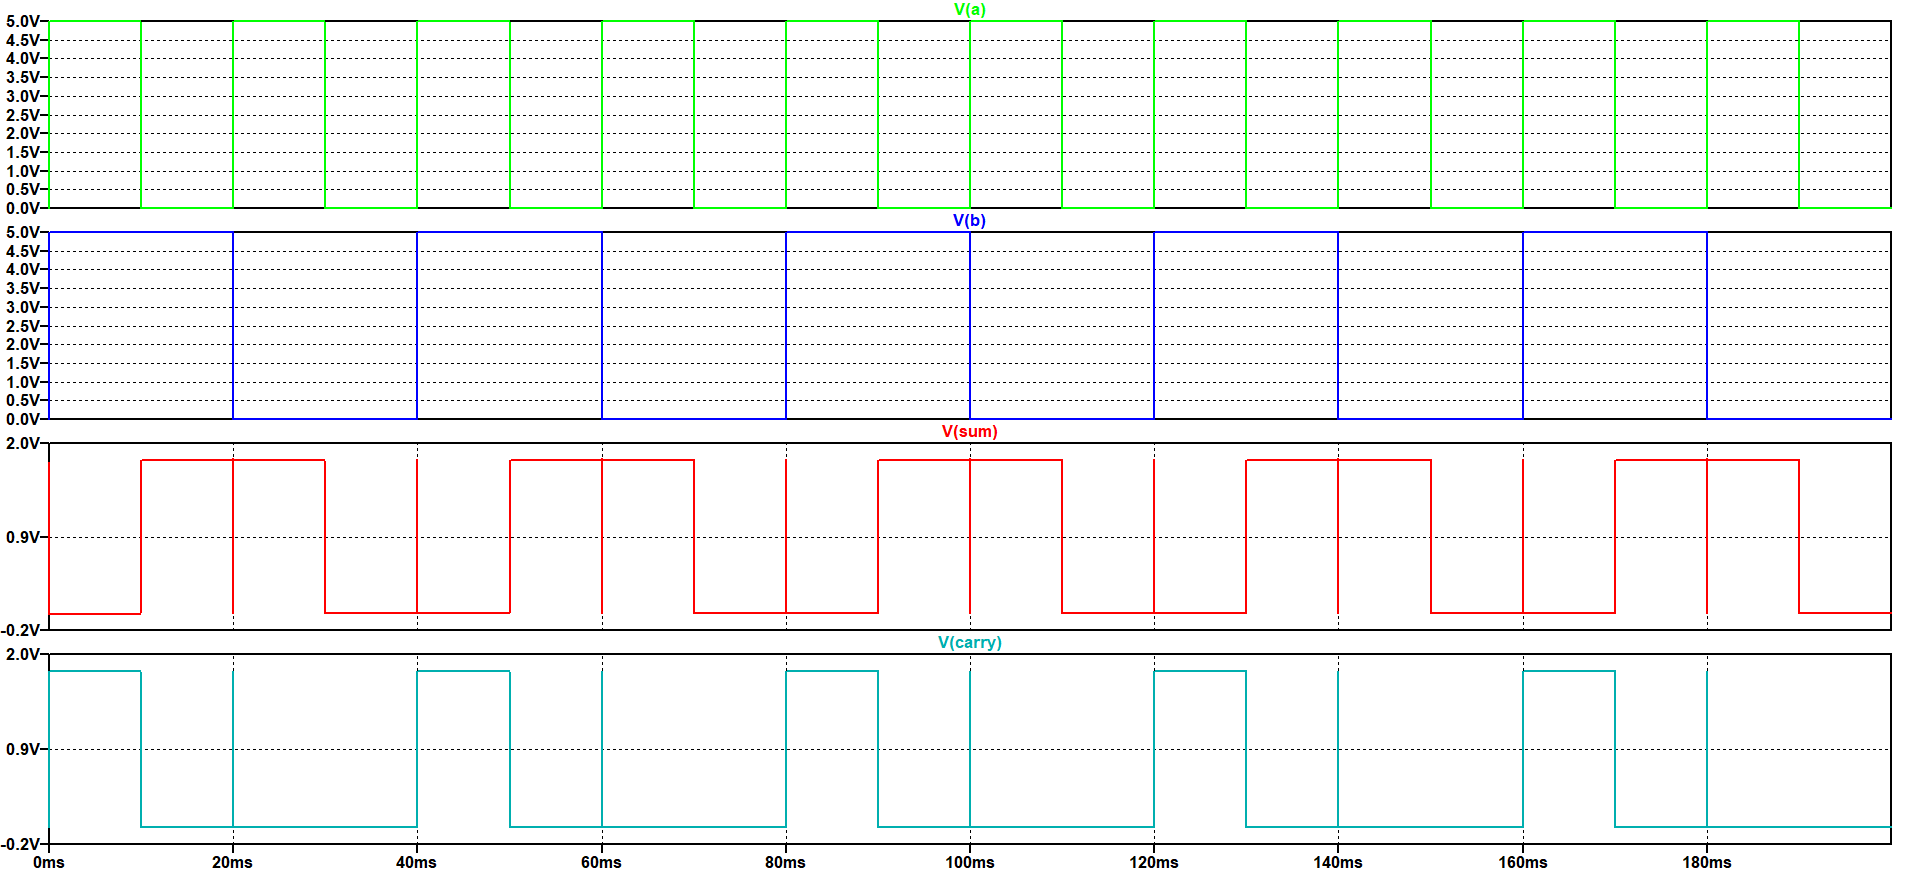 V(a)
5.0V
4.5V
4.0V
3.5V
3.0V
2.5V
2.0V
1.5V
1.0V
0.5V
0.0V
V(b)
5.0V
4.5V
4.0V
3.5V
3.0V
2.5V
2.0V
1.5V
1.0V
0.5V
0.0V
V(sum)
2.0V
0.9V
-0.2V
V(carry)
2.0V
0.9V
-0.2V
0ms 20ms 40ms 60ms 80ms 100ms 120ms 140ms 160ms 180ms